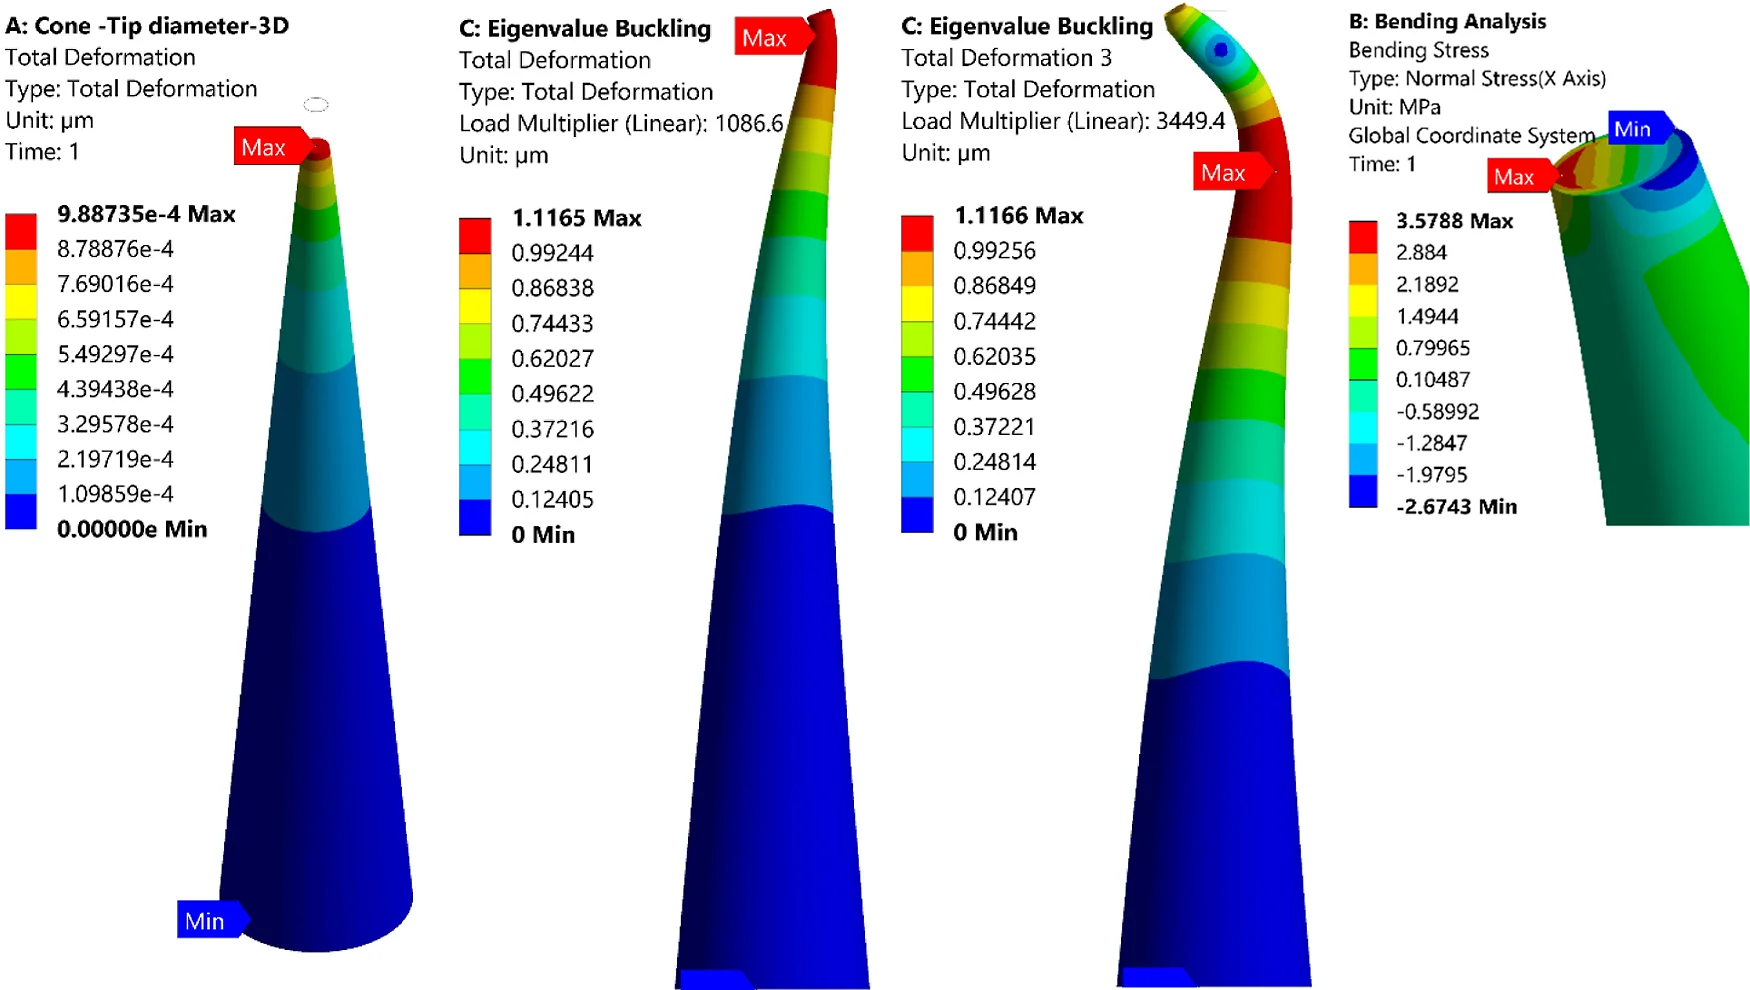 A: Cone -Tip diameter-3D
Total Deformation
Type: Total Deformation
Unit: µm
Time: 1
Max
9.88735e-4 Max
8.78876e-4
7.69016e-4
6.59157e-4
5.49297e-4
4.39438e-4
3.29578e-4
2.19719e-4
1.09859e-4
0.00000e Min
Min
C: Eigenvalue Buckling
Total Deformation
Type: Total Deformation
Load Multiplier (Linear): 1086.6
Unit: µm
Max
1.1165 Max
0.99244
0.86838
0.74433
0.62027
0.49622
0.37216
0.24811
0.12405
0 Min
C: Eigenvalue Buckling
Total Deformation 3
Type: Total Deformation
Load Multiplier (Linear): 3449.4
Unit: µm
Max
1.1166 Max
0.99256
0.86849
0.74442
0.62035
0.49628
0.37221
0.24814
0.12407
0 Min
B: Bending Analysis
Bending Stress
Type: Normal Stress(X Axis)
Unit: MPa
Global Coordinate System
Time: 1
Min
Max
3.5788 Max
2.884
2.1892
1.4944
0.79965
0.10487
-0.58992
-1.2847
-1.9795
-2.6743 Min